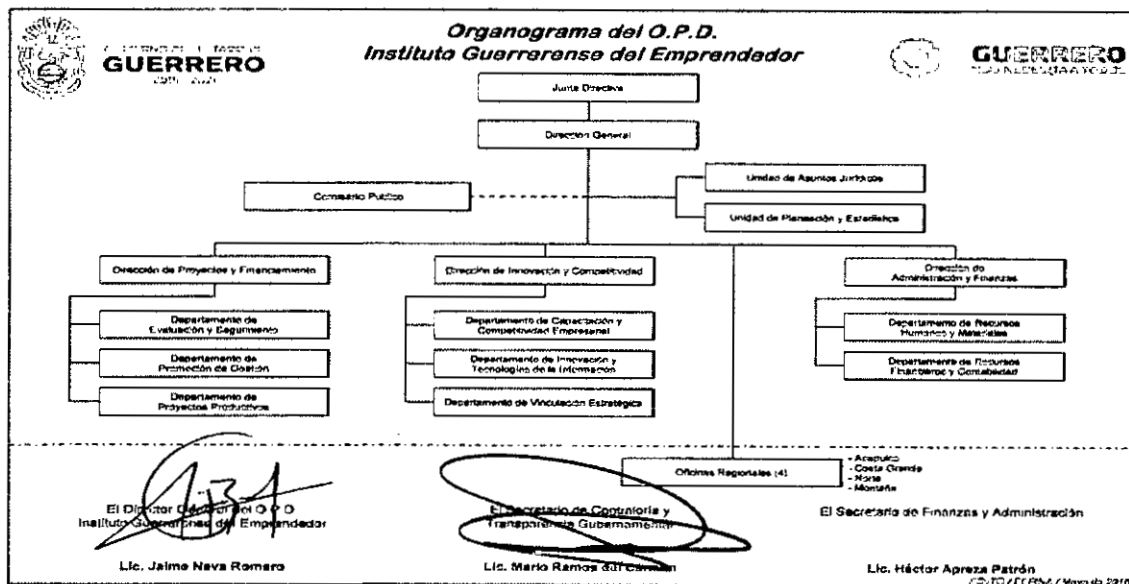 Organograma del O.P.D.
Instituto Guerrerense del Emprendedor
GUERRERO
GUERRERO
Junta Directiva
Dirección General
Comisario Público
Unidad de Asuntos Jurídicos
Unidad de Planeación y Estadística
Dirección de Proyectos y Financiamiento
Departamento de
Evaluación y Seguimiento
Departamento de
Promoción de Gestión
Departamento de
Proyectos Productivos
Dirección de Innovación y Competitividad
Departamento de Capacitación y
Competitividad Empresarial
Departamento de Innovación y
Tecnologías de la Información
Departamento de Vinculación Estratégica
Dirección de
Administración y Finanzas
Departamento de Recursos
Humanos y Materiales
Departamento de Recursos
Financieros y Contabilidad
Oficinas Regionales (4)
- Acapulco
- Costa Grande
- Norte
- Montaña
El Director General del O.P.D
Instituto Guerrerense del Emprendedor
Lic. Jaime Nava Romero
El Secretario de Contraloría y
Transparencia Gubernamental
Lic. Mario Ramos del Carmen
El Secretario de Finanzas y Administración
Lic. Héctor Apreza Patrón